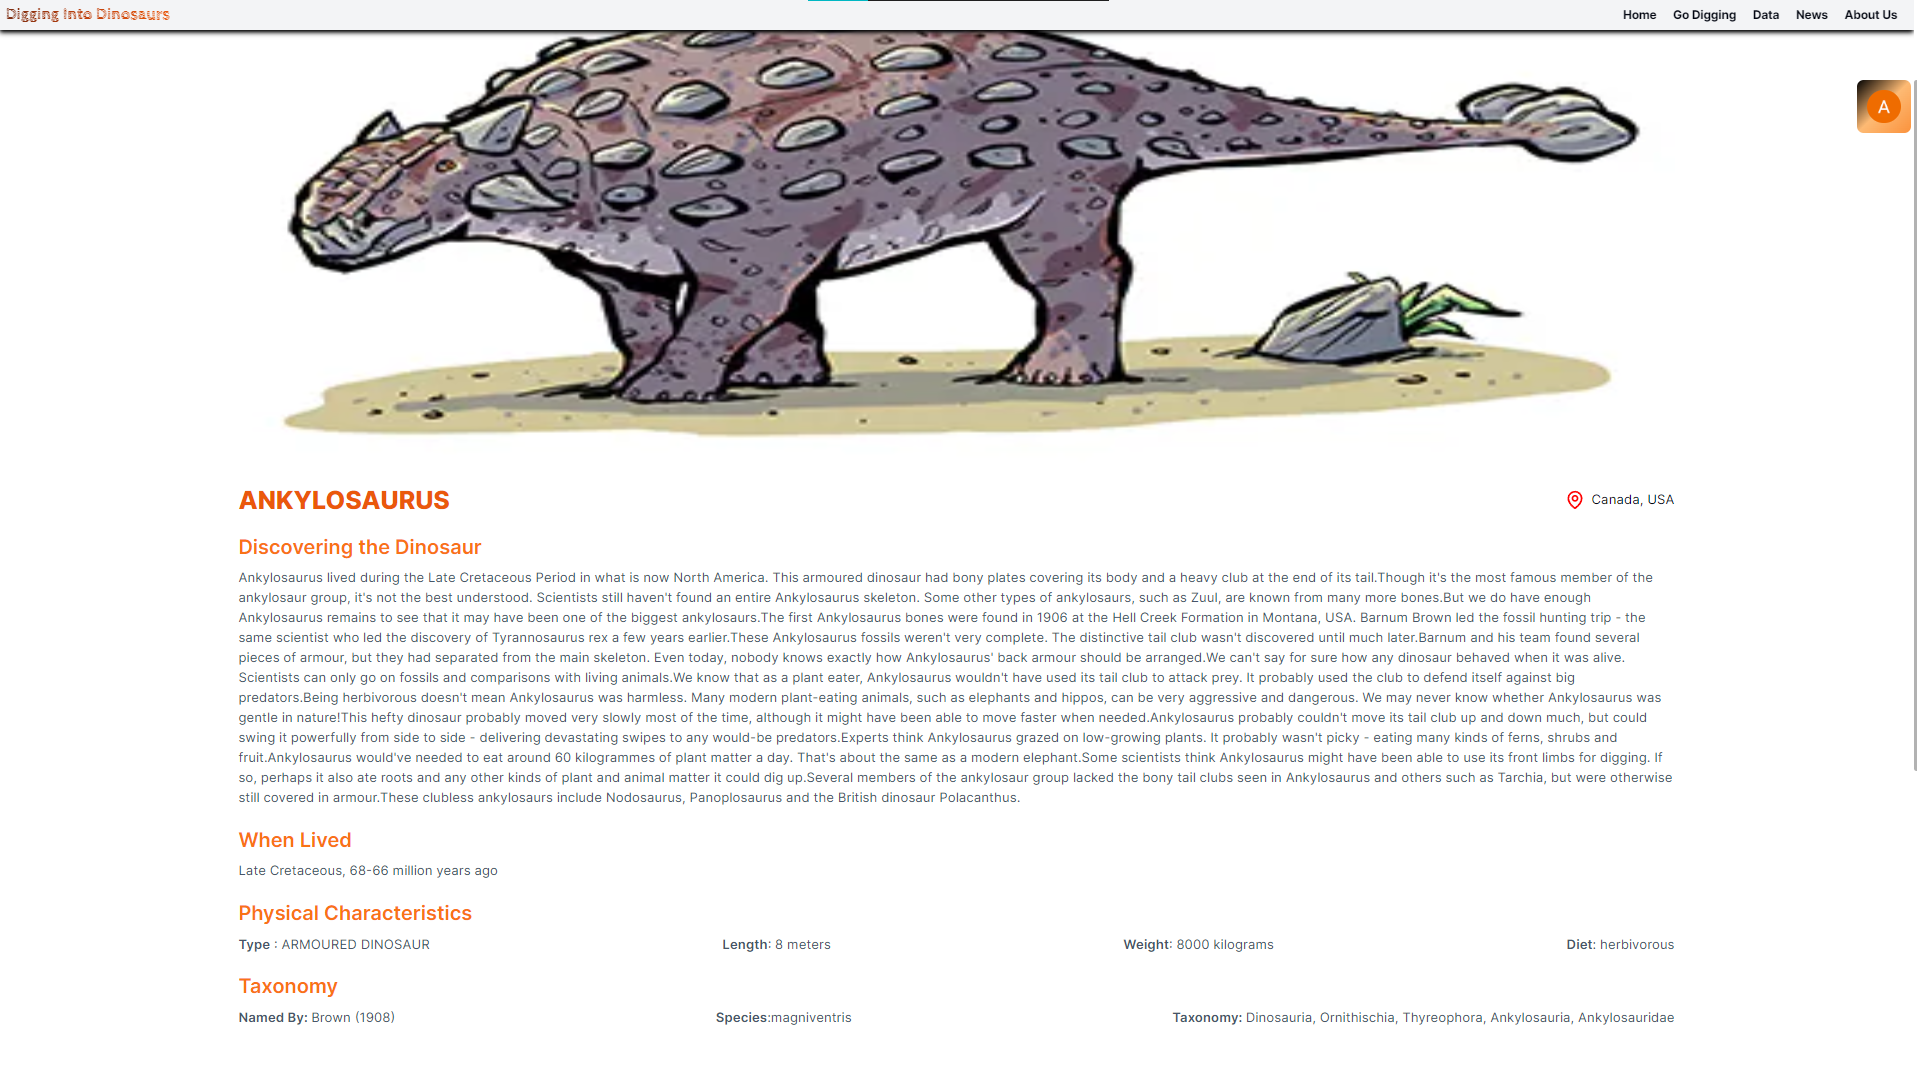 Digging Into Dinosaurs
Home Go Digging Data News About Us
A
ANKYLOSAURUS
Canada, USA
Discovering the Dinosaur
Ankylosaurus lived during the Late Cretaceous Period in what is now North America. This armoured dinosaur had bony plates covering its body and a heavy club at the end of its tail.Though it's the most famous member of the
ankylosaur group, it's not the best understood. Scientists still haven't found an entire Ankylosaurus skeleton. Some other types of ankylosaurs, such as Zuul, are known from many more bones.But we do have enough
Ankylosaurus remains to see that it may have been one of the biggest ankylosaurs.The first Ankylosaurus bones were found in 1906 at the Hell Creek Formation in Montana, USA. Barnum Brown led the fossil hunting trip - the
same scientist who led the discovery of Tyrannosaurus rex a few years earlier.These Ankylosaurus fossils weren't very complete. The distinctive tail club wasn't discovered until much later.Barnum and his team found several
pieces of armour, but they had separated from the main skeleton. Even today, nobody knows exactly how Ankylosaurus' back armour should be arranged.We can't say for sure how any dinosaur behaved when it was alive.
Scientists can only go on fossils and comparisons with living animals.We know that as a plant eater, Ankylosaurus wouldn't have used its tail club to attack prey. It probably used the club to defend itself against big
predators.Being herbivorous doesn't mean Ankylosaurus was harmless. Many modern plant-eating animals, such as elephants and hippos, can be very aggressive and dangerous. We may never know whether Ankylosaurus was
gentle in nature!This hefty dinosaur probably moved very slowly most of the time, although it might have been able to move faster when needed.Ankylosaurus probably couldn't move its tail club up and down much, but could
swing it powerfully from side to side - delivering devastating swipes to any would-be predators.Experts think Ankylosaurus grazed on low-growing plants. It probably wasn't picky - eating many kinds of ferns, shrubs and
fruit.Ankylosaurus would've needed to eat around 60 kilogrammes of plant matter a day. That's about the same as a modern elephant.Some scientists think Ankylosaurus might have been able to use its front limbs for digging. If
so, perhaps it also ate roots and any other kinds of plant and animal matter it could dig up.Several members of the ankylosaur group lacked the bony tail clubs seen in Ankylosaurus and others such as Tarchia, but were otherwise
still covered in armour.These clubless ankylosaurs include Nodosaurus, Panoplosaurus and the British dinosaur Polacanthus.
When Lived
Late Cretaceous, 68-66 million years ago
Physical Characteristics
Type : ARMOURED DINOSAUR Length: 8 meters Weight: 8000 kilograms Diet: herbivorous
Taxonomy
Named By: Brown (1908) Species:magniventris Taxonomy: Dinosauria, Ornithischia, Thyreophora, Ankylosauria, Ankylosauridae